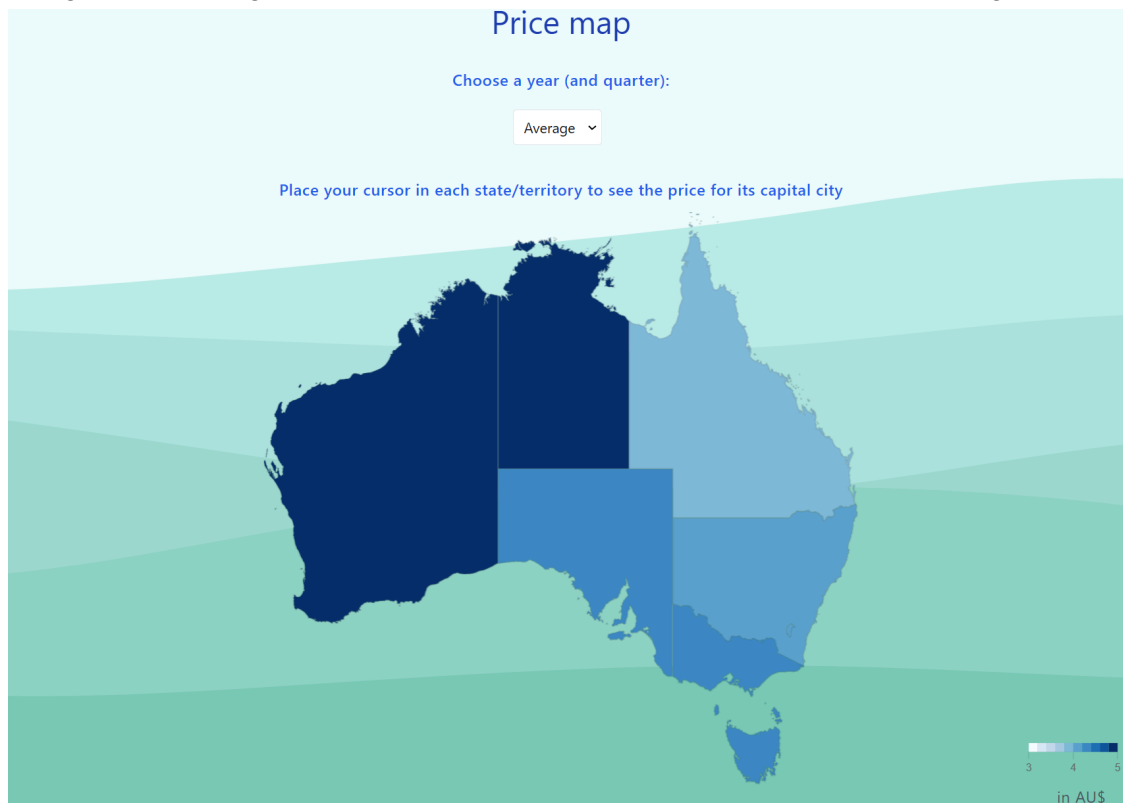 Price map
Choose a year (and quarter):
Average
Place your cursor in each state/territory to see the price for its capital city
3 4 5
in AU$